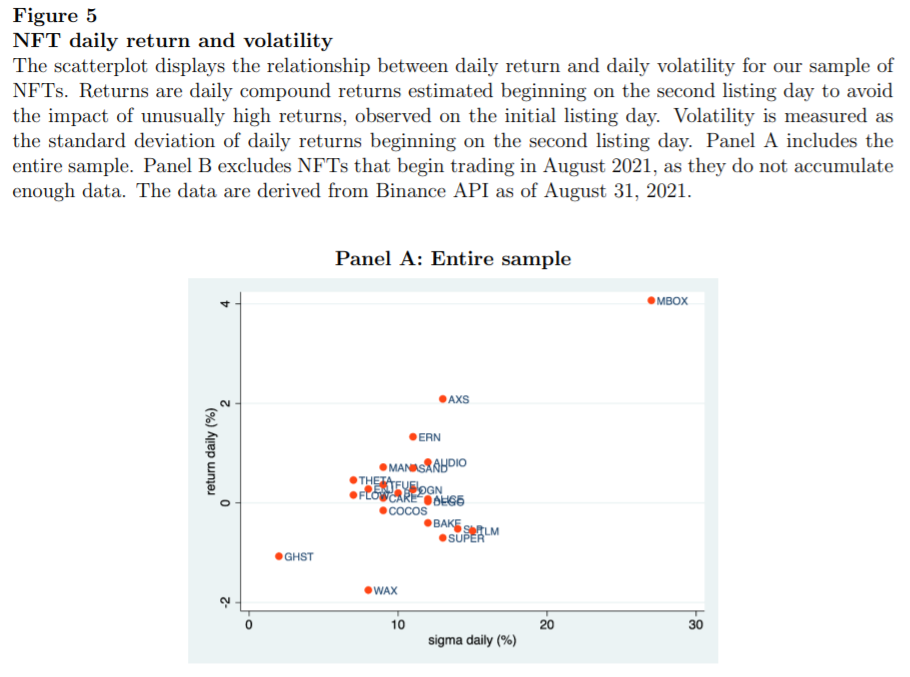 Figure 5
NFT daily return and volatility
The scatterplot displays the relationship between daily return and daily volatility for our sample of
NFTs. Returns are daily compound returns estimated beginning on the second listing day to avoid
the impact of unusually high returns, observed on the initial listing day. Volatility is measured as
the standard deviation of daily returns beginning on the second listing day. Panel A includes the
entire sample. Panel B excludes NFTs that begin trading in August 2021, as they do not accumulate
enough data. The data are derived from Binance API as of August 31, 2021.
Panel A: Entire sample
4
MBOX
2
AXS
ERN
AUDIO
MANA
SAND
THETA
TFUEL
ENJ
OGN
FLOW
CAKE
ALICE
DEGO
0
COCOS
BAKE
TLM
SUPER
GHST
WAX
-2
return daily (%)
0
10
20
30
sigma daily (%)